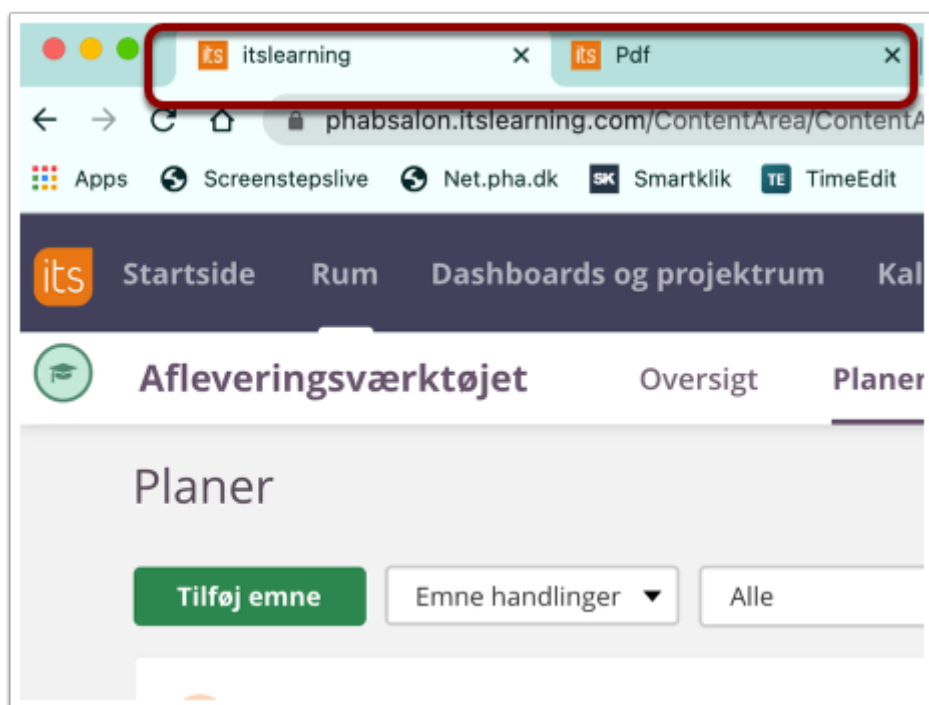 its itslearning × its Pdf ×
phabsalon.itslearning.com/ContentArea/ContentA
Apps Screenstepslive Net.pha.dk SK Smartklik TE TimeEdit
its Startside Rum Dashboards og projektrum Kal
Afleveringsværktøjet Oversigt Planer
Planer
Tilføj emne Emne handlinger Alle